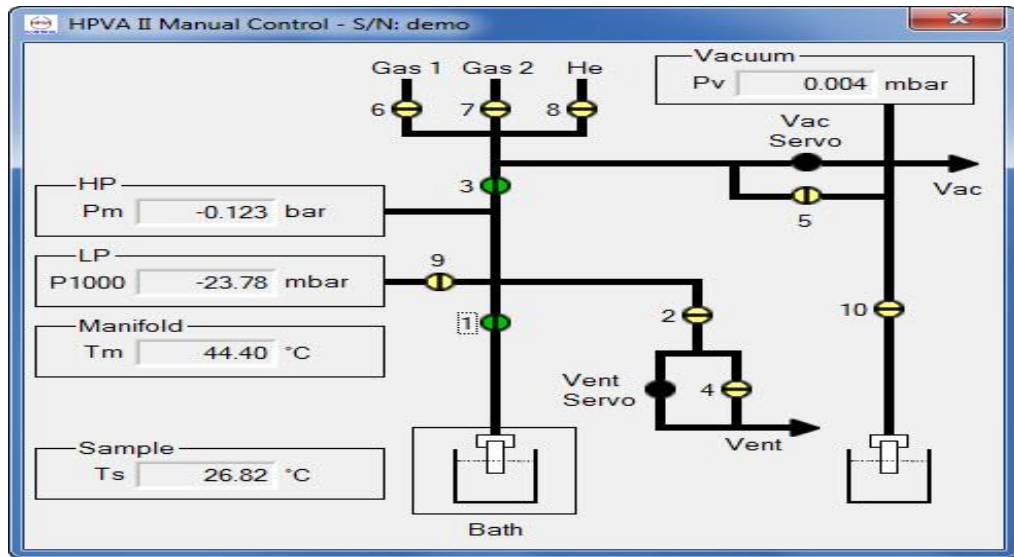 HPVA II Manual Control - S/N: demo
Gas 1 Gas 2 He
Vacuum
Pv 0.004 mbar
6 7 8
Vac
Servo
Vac
HP
Pm -0.123 bar
3
5
LP
P1000 -23.78 mbar
9
Manifold
Tm 44.40 °C
1
2
10
Vent
Servo
4
Vent
Sample
Ts 26.82 °C
Bath